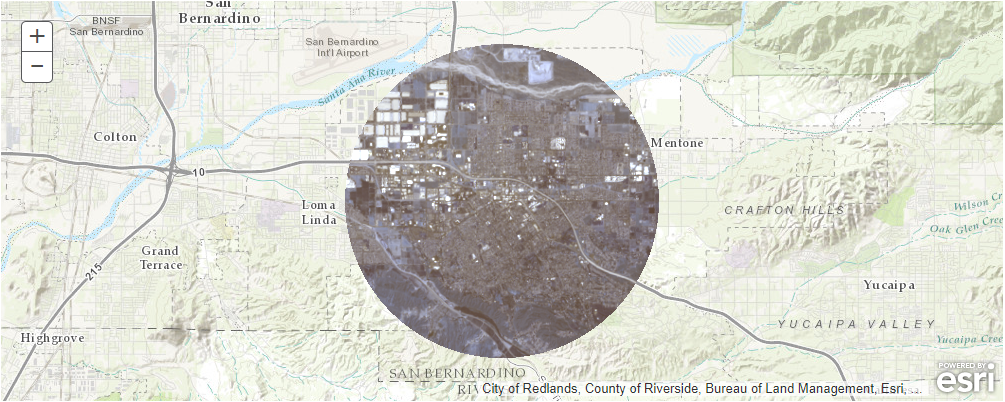 San
Bernardino
BNSF
San Bernardino
San Bernardino
Int'l Airport
+
−
Santa Ana River
Colton
Mentone
10
Loma
Linda
CRAFTON HILLS
Wilson C
Oak Glen Cree
Grand
Terrace
215
Yucaipa
Highgrove
YUCAIPA VALLEY
Yucaipa Cree
SAN BERNARDINO
RIV
POWERED BY
esri
City of Redlands, County of Riverside, Bureau of Land Management, Esri, ...